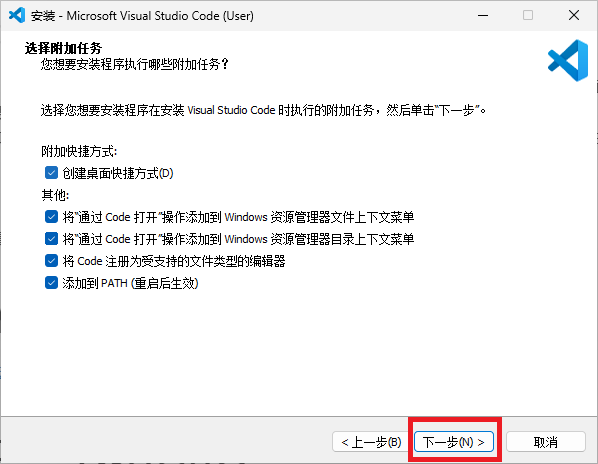 安装 - Microsoft Visual Studio Code (User)
选择附加任务
您想要安装程序执行哪些附加任务？
选择您想要安装程序在安装 Visual Studio Code 时执行的附加任务，然后单击“下一步”。
附加快捷方式:
创建桌面快捷方式(D)
其他:
将“通过 Code 打开”操作添加到 Windows 资源管理器文件上下文菜单
将“通过 Code 打开”操作添加到 Windows 资源管理器目录上下文菜单
将 Code 注册为受支持的文件类型的编辑器
添加到 PATH (重启后生效)
< 上一步(B) 下一步(N) > 取消